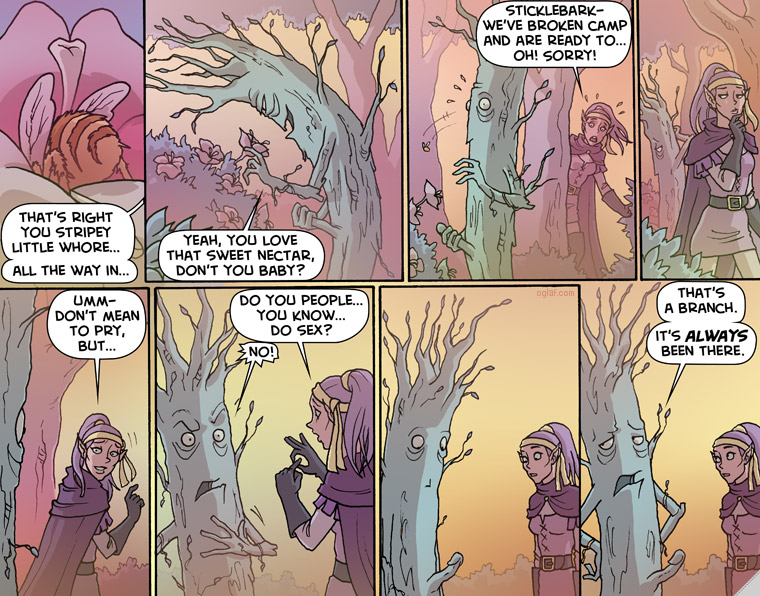 THAT'S RIGHT
YOU STRIPEY
LITTLE WHORE...
ALL THE WAY IN...
YEAH, YOU LOVE
THAT SWEET NECTAR,
DON'T YOU BABY?
STICKLEBARK-
WE'VE BROKEN CAMP
AND ARE READY TO...
OH! SORRY!
UMM-
DON'T MEAN
TO PRY,
BUT...
DO YOU PEOPLE...
YOU KNOW...
DO SEX?
NO!
oglaf.com
THAT'S
A BRANCH.
IT'S ALWAYS
BEEN THERE.